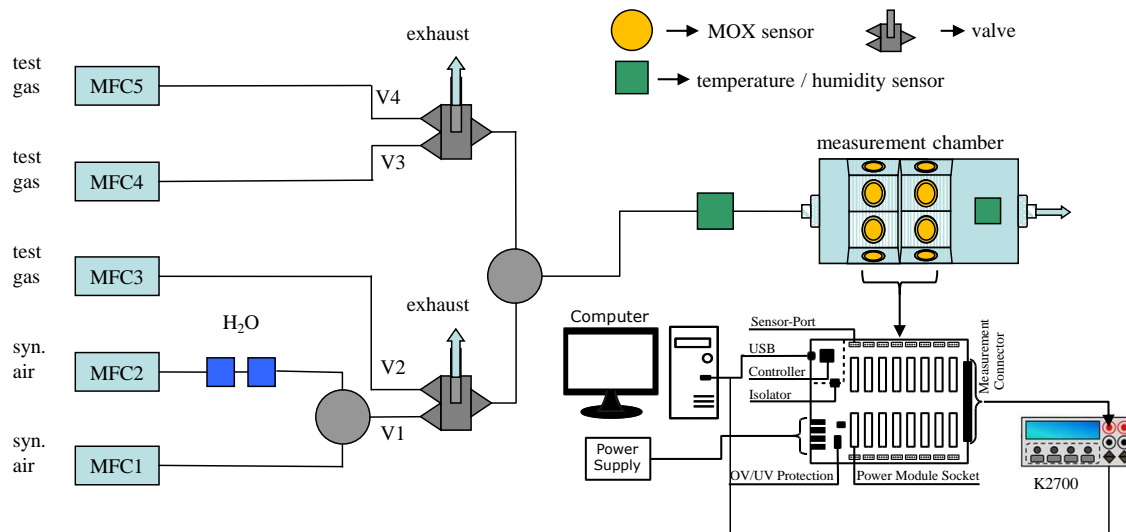 exhaust
MOX sensor
valve
temperature / humidity sensor
test
gas
MFC5
V4
test
gas
MFC4
V3
measurement chamber
test
gas
MFC3
exhaust
H₂O
syn.
air
MFC2
V2
V1
syn.
air
MFC1
Computer
Sensor-Port
USB
Controller
Isolator
Measurement
Connector
Power
Supply
OV/UV Protection
Power Module Socket
K2700